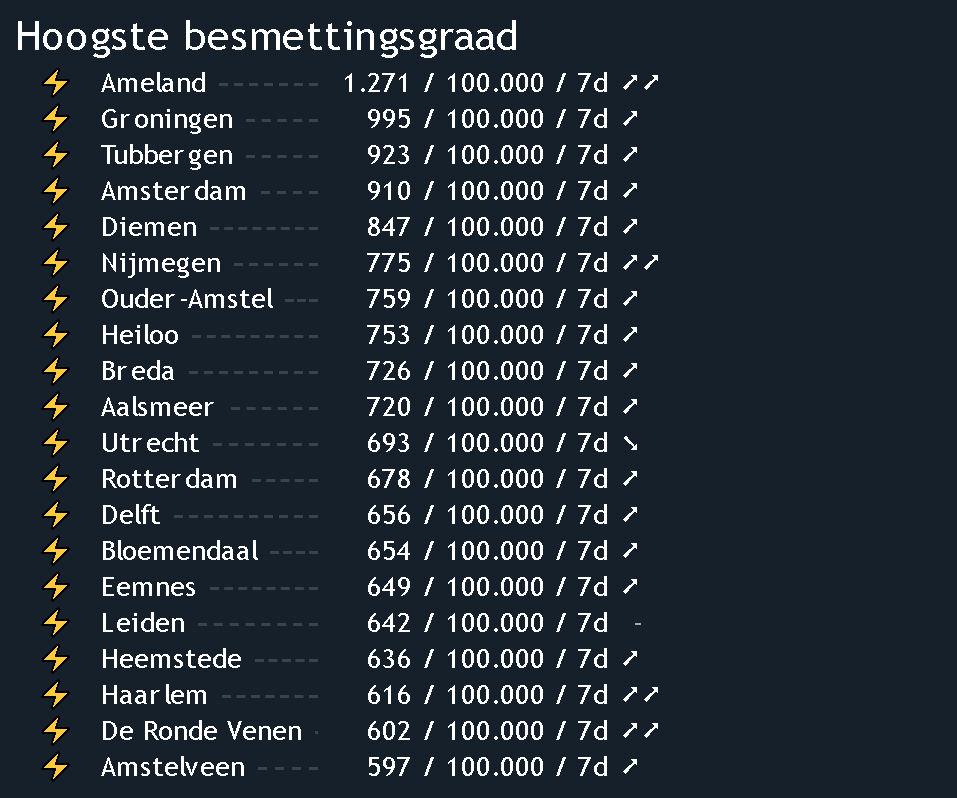 Hoogste besmettingsgraad
⚡ Ameland ------- 1.271 / 100.000 / 7d ↗↗
⚡ Groningen ----- 995 / 100.000 / 7d ↗
⚡ Tubbergen ----- 923 / 100.000 / 7d ↗
⚡ Amsterdam ---- 910 / 100.000 / 7d ↗
⚡ Diemen -------- 847 / 100.000 / 7d ↗
⚡ Nijmegen ------ 775 / 100.000 / 7d ↗↗
⚡ Ouder-Amstel --- 759 / 100.000 / 7d ↗
⚡ Heiloo --------- 753 / 100.000 / 7d ↗
⚡ Breda --------- 726 / 100.000 / 7d ↗
⚡ Aalsmeer ------ 720 / 100.000 / 7d ↗
⚡ Utrecht ------- 693 / 100.000 / 7d ↘
⚡ Rotterdam ----- 678 / 100.000 / 7d ↗
⚡ Delft ---------- 656 / 100.000 / 7d ↗
⚡ Bloemendaal ---- 654 / 100.000 / 7d ↗
⚡ Eemnes -------- 649 / 100.000 / 7d ↗
⚡ Leiden -------- 642 / 100.000 / 7d -
⚡ Heemstede ----- 636 / 100.000 / 7d ↗
⚡ Haarlem ------- 616 / 100.000 / 7d ↗↗
⚡ De Ronde Venen - 602 / 100.000 / 7d ↗↗
⚡ Amstelveen ---- 597 / 100.000 / 7d ↗